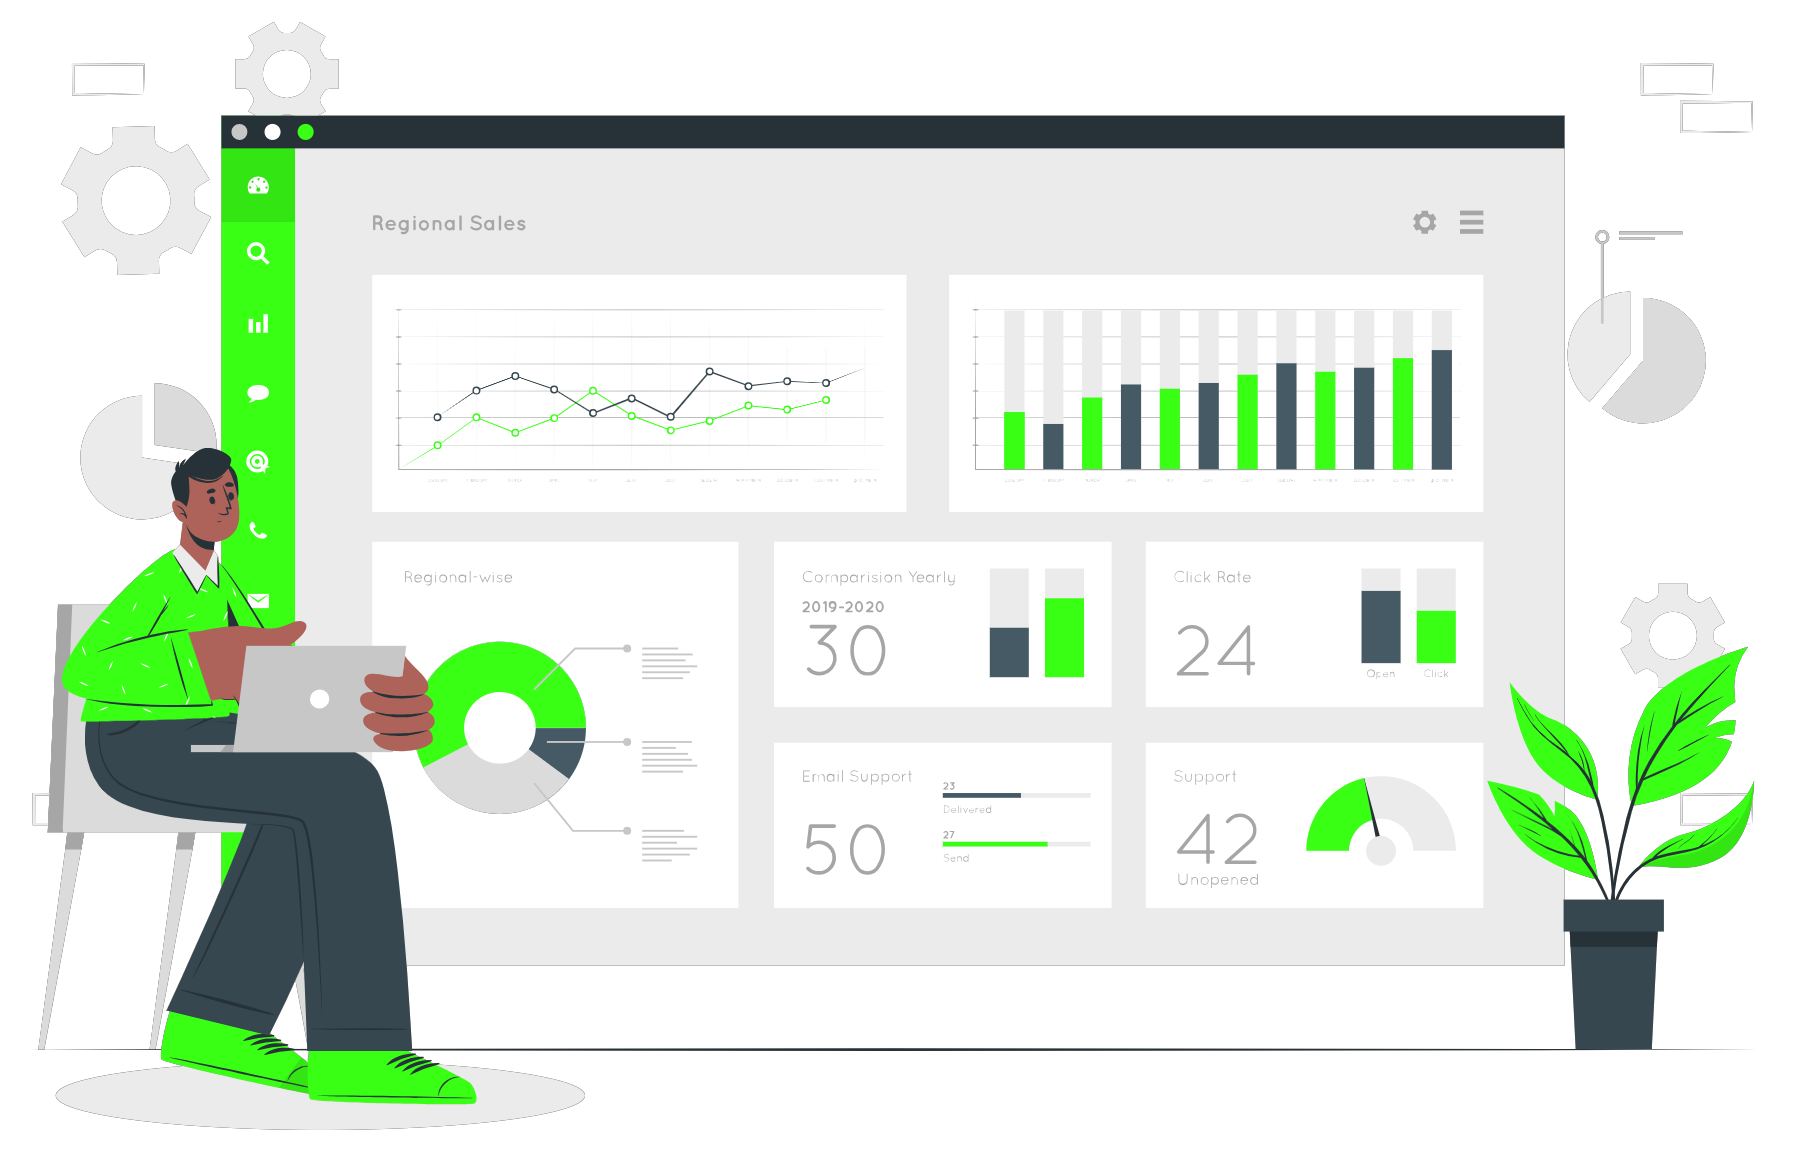 Regional Sales
Regional-wise
Comparision Yearly
2019-2020
30
Click Rate
24
Open
Click
Email Support
23
Delivered
50
27
Send
Support
42
Unopened